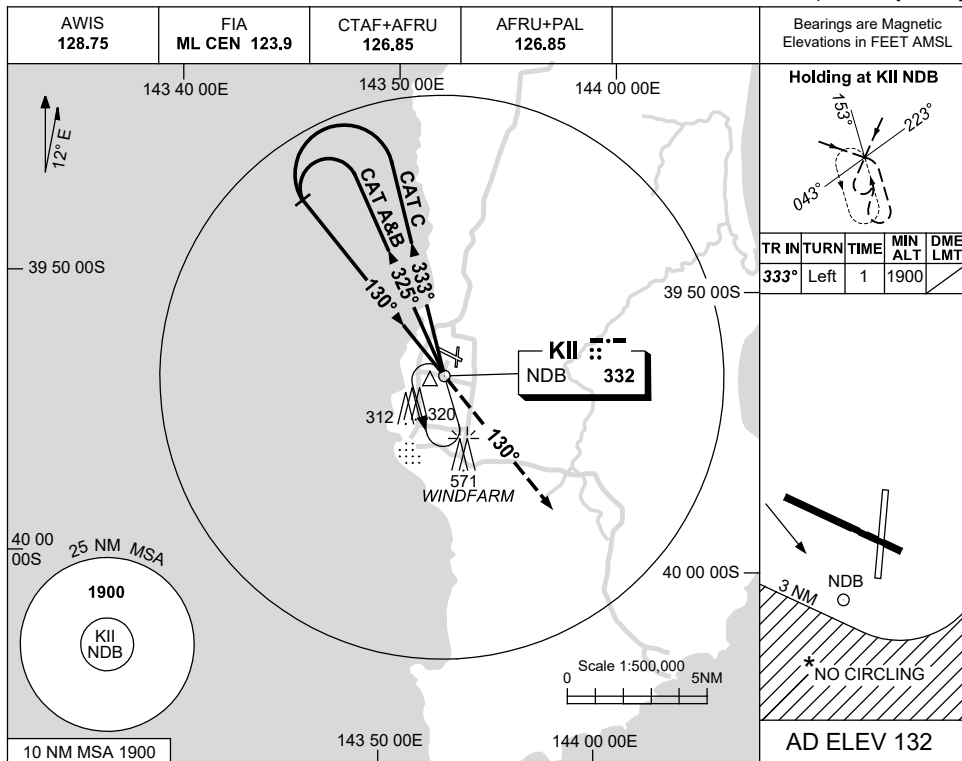 AWIS
128.75
FIA
ML CEN 123.9
CTAF+AFRU
126.85
AFRU+PAL
126.85
Bearings are Magnetic
Elevations in FEET AMSL
143 40 00E
143 50 00E
144 00 00E
12° E
CAT A&B
CAT C
130°
325°
333°
39 50 00S
39 50 00S
KII
NDB 332
312
320
130°
571
WINDFARM
40 00
00S
40 00 00S
25 NM MSA
1900
KII
NDB
Scale 1:500,000
0 5NM
10 NM MSA 1900
143 50 00E
144 00 00E
Holding at KII NDB
153°
223°
043°
TR IN TURN TIME MIN ALT DME LMT
333° Left 1 1900
NDB
3 NM
*NO CIRCLING
AD ELEV 132